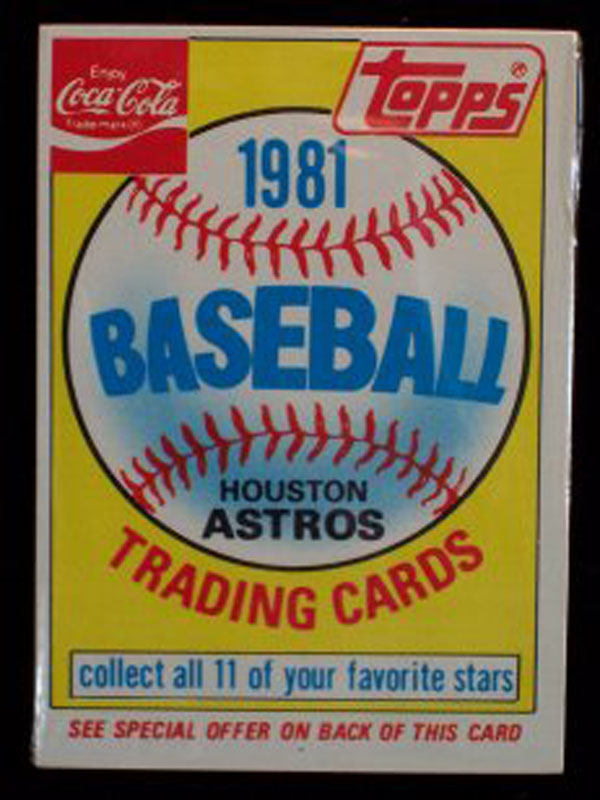 Enjoy
Coca-Cola
Trade-mark ®
TOPPS ®
1981
BASEBALL
HOUSTON
ASTROS
TRADING CARDS
collect all 11 of your favorite stars
SEE SPECIAL OFFER ON BACK OF THIS CARD